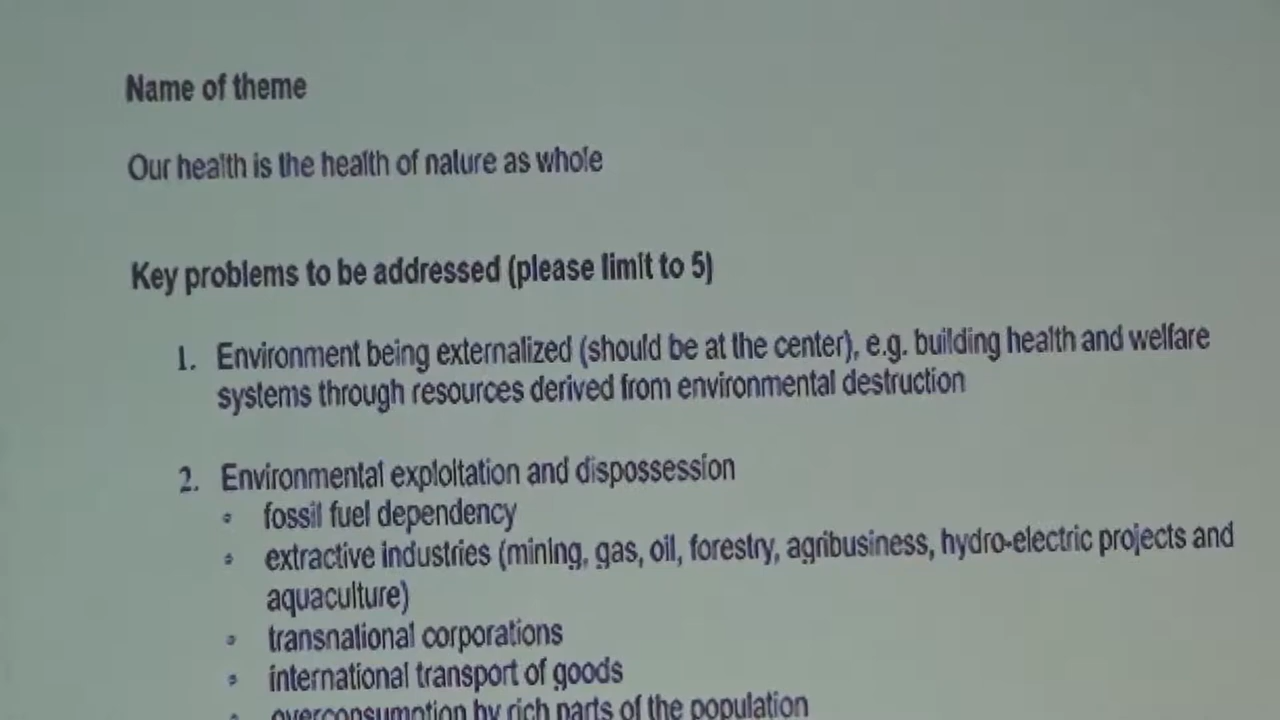 Name of theme
Our health is the health of nature as whole
Key problems to be addressed (please limit to 5)
1. Environment being externalized (should be at the center), e.g. building health and welfare
systems through resources derived from environmental destruction
2. Environmental exploitation and dispossession
• fossil fuel dependency
• extractive industries (mining, gas, oil, forestry, agribusiness, hydro-electric projects and
aquaculture)
• transnational corporations
• international transport of goods
• overconsumption by rich parts of the population